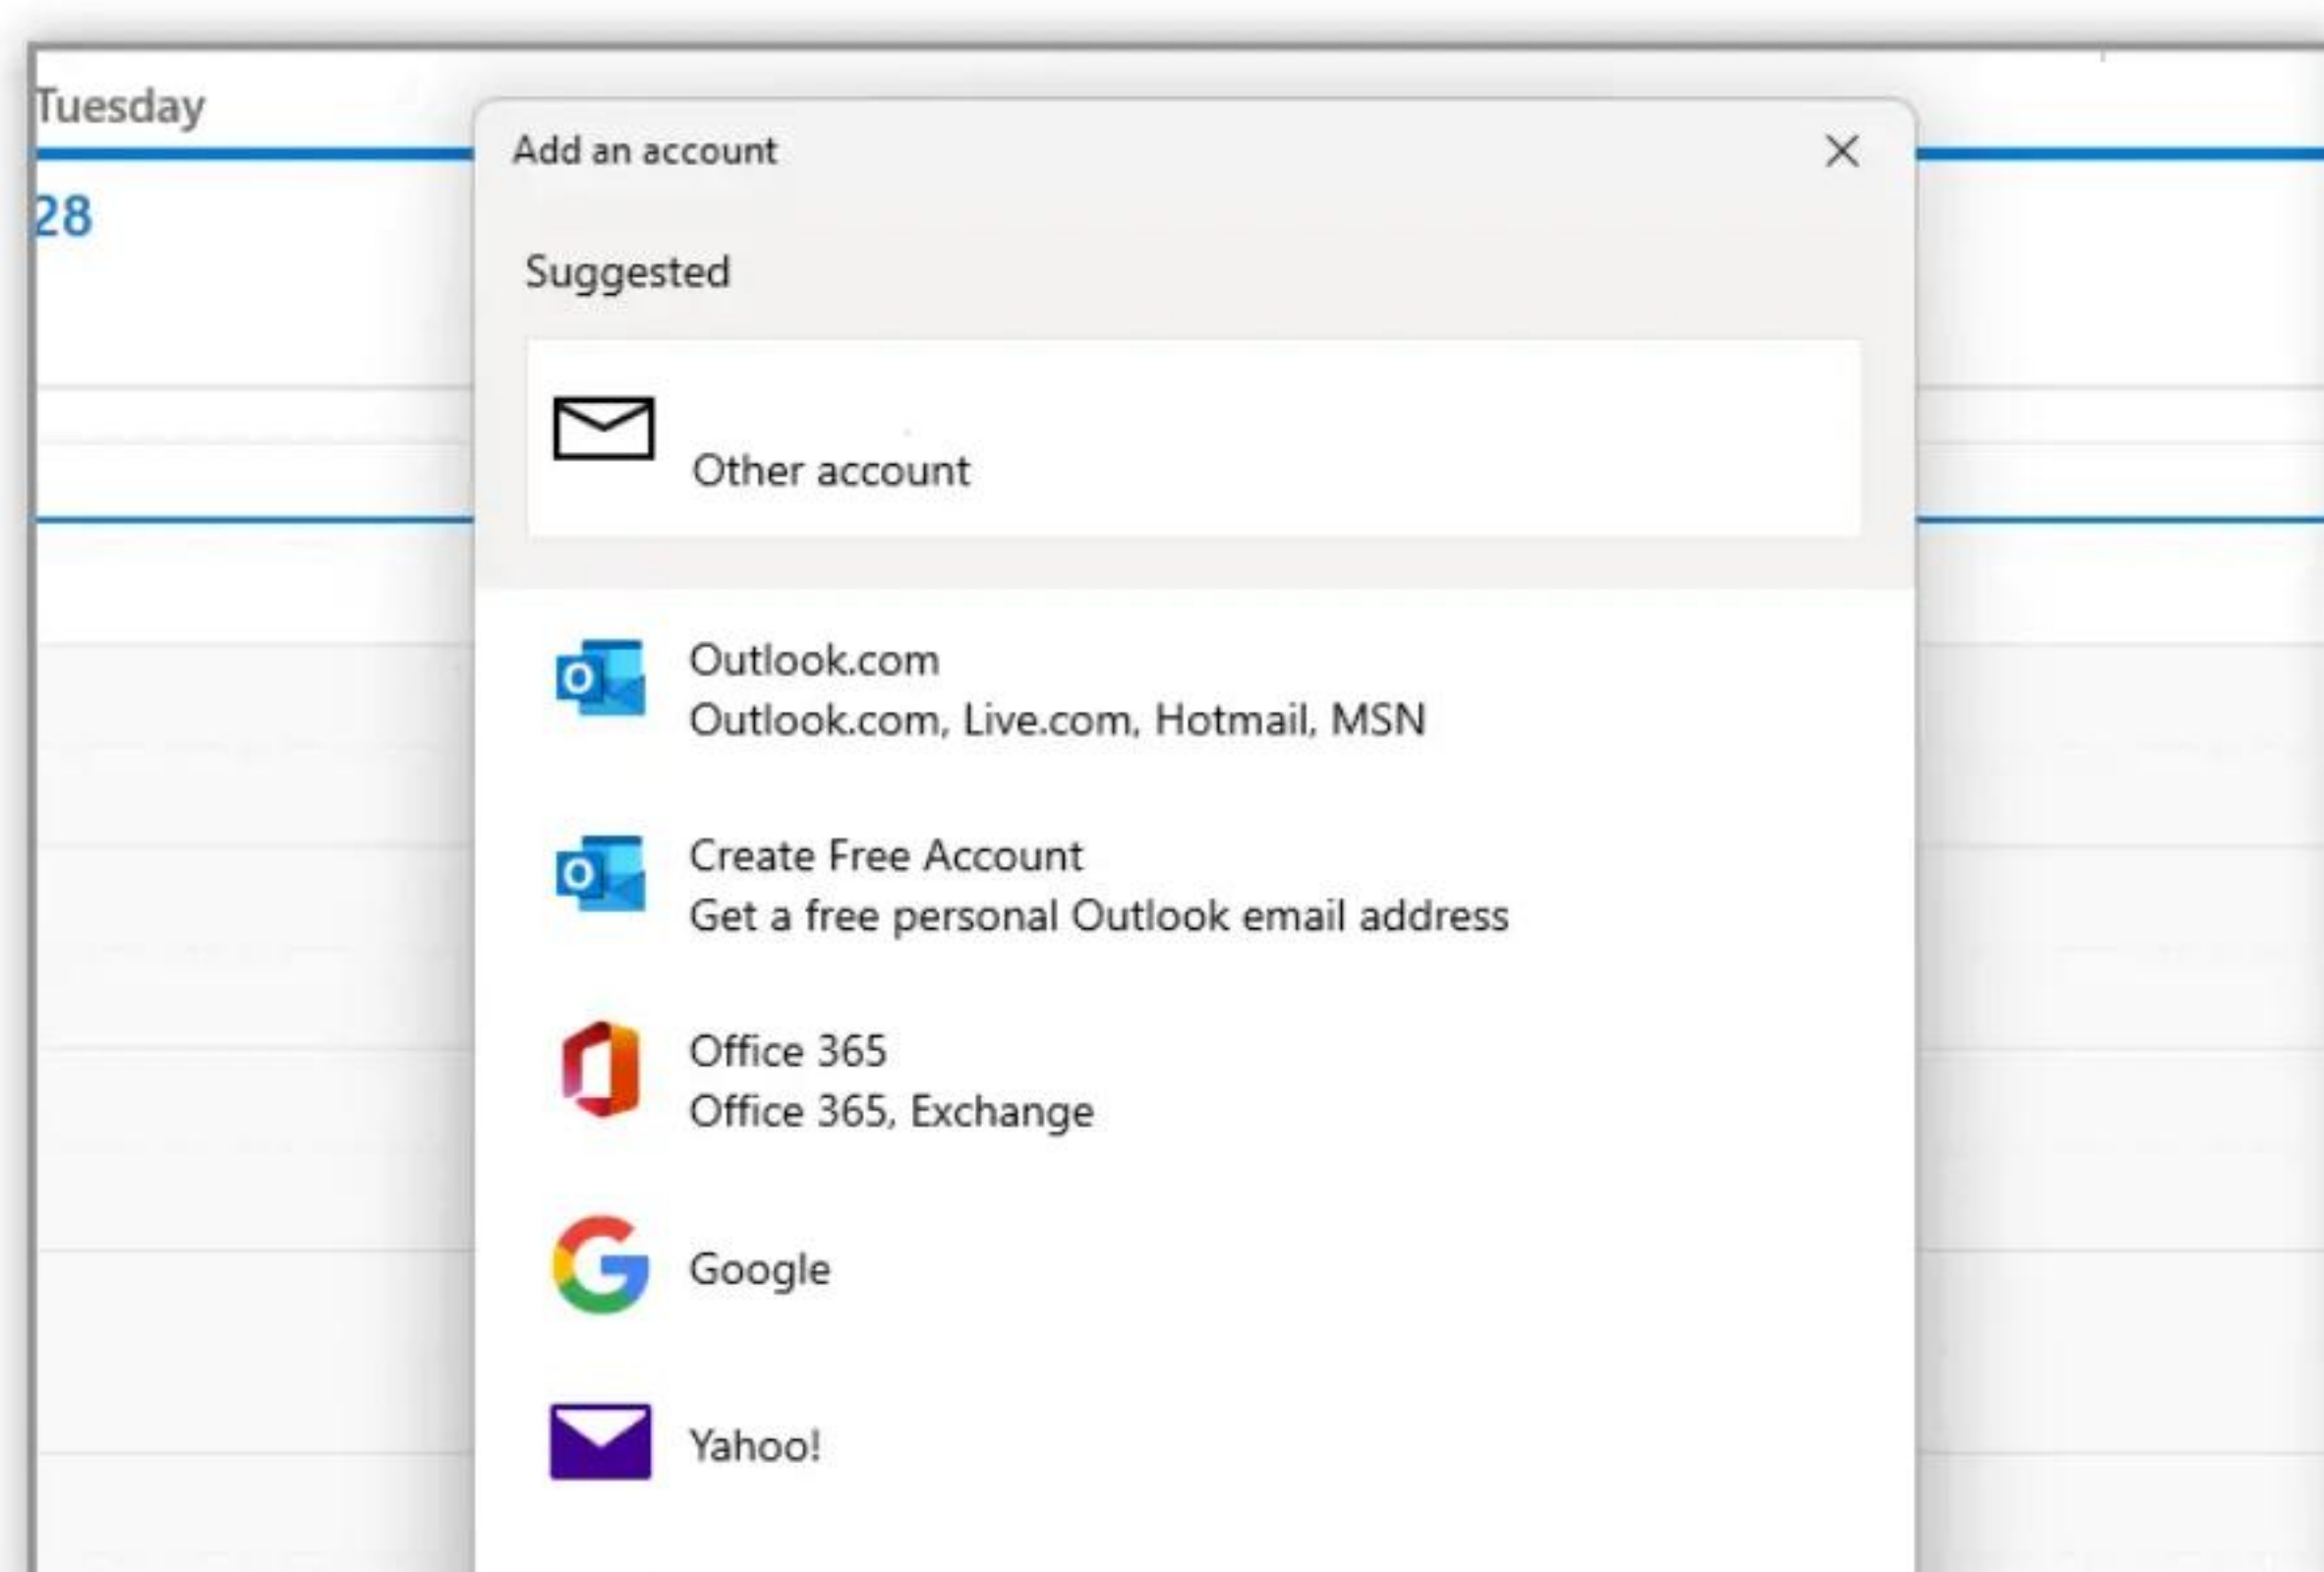 Tuesday
28
Add an account
Suggested
Other account
Outlook.com
Outlook.com, Live.com, Hotmail, MSN
Create Free Account
Get a free personal Outlook email address
Office 365
Office 365, Exchange
Google
Yahoo!